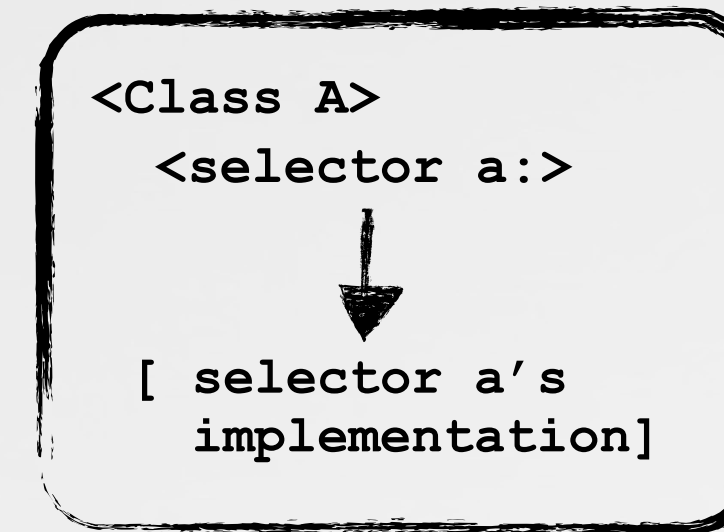 <Class A>
<selector a:>
[ selector a’s
implementation]